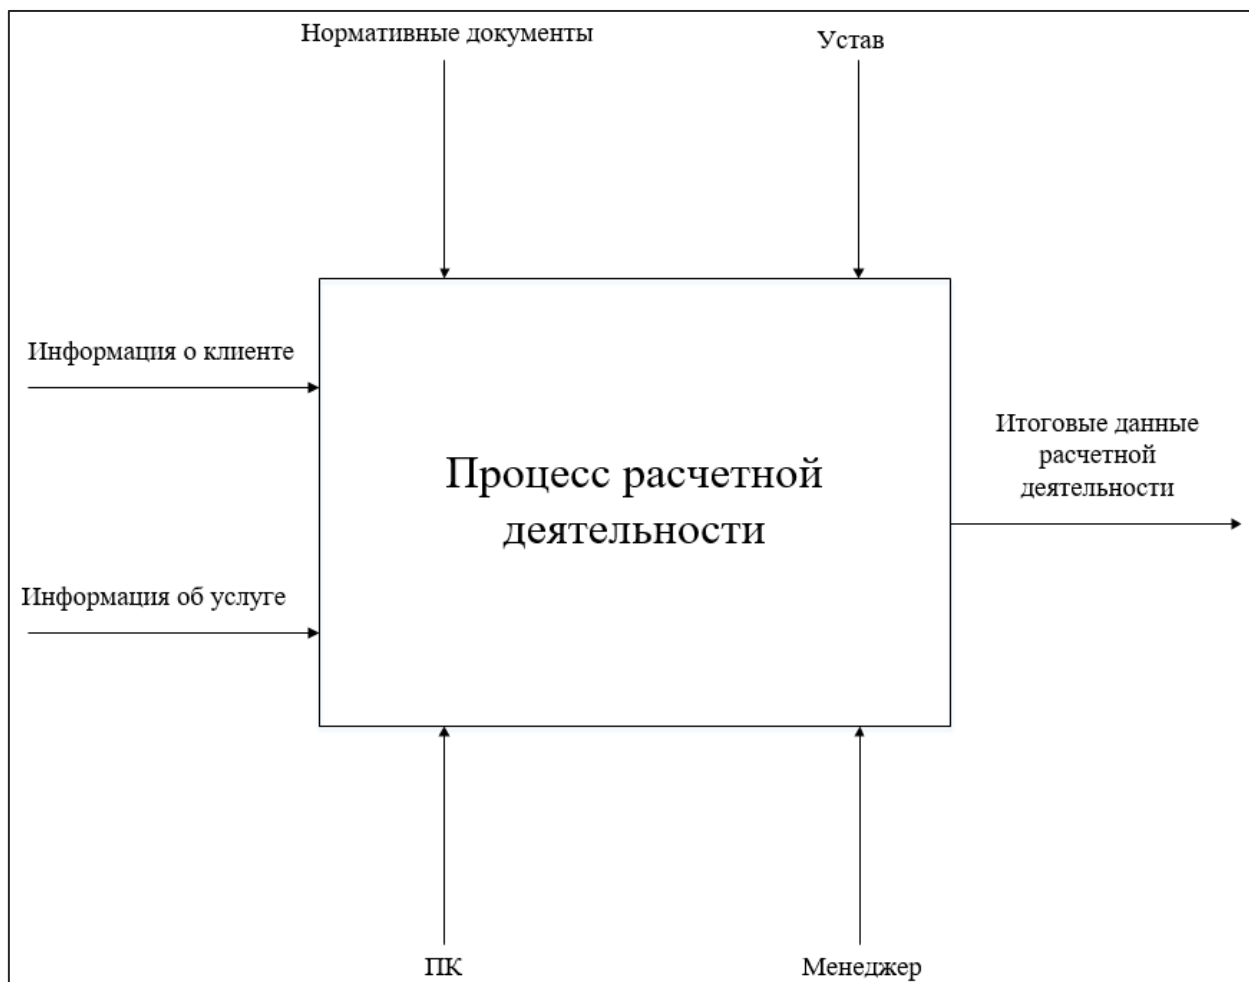 Нормативные документы
Устав
Информация о клиенте
Итоговые данные
расчетной
деятельности
Процесс расчетной
деятельности
Информация об услуге
ПК
Менеджер